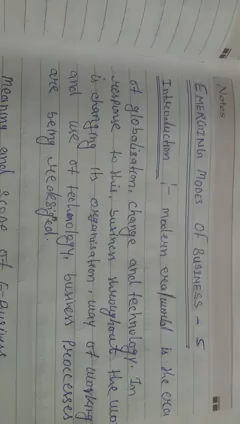 Notes
EMERGING MODES OF BUSINESS - 5
Introduction :- modern era/world is the era
of globalization, change and technology. In
response to this, business throughout the wo
is changing its organisation. way of working
and use of technology. business Proccesses
are being redesigned.
Meaning and scope of e-Business